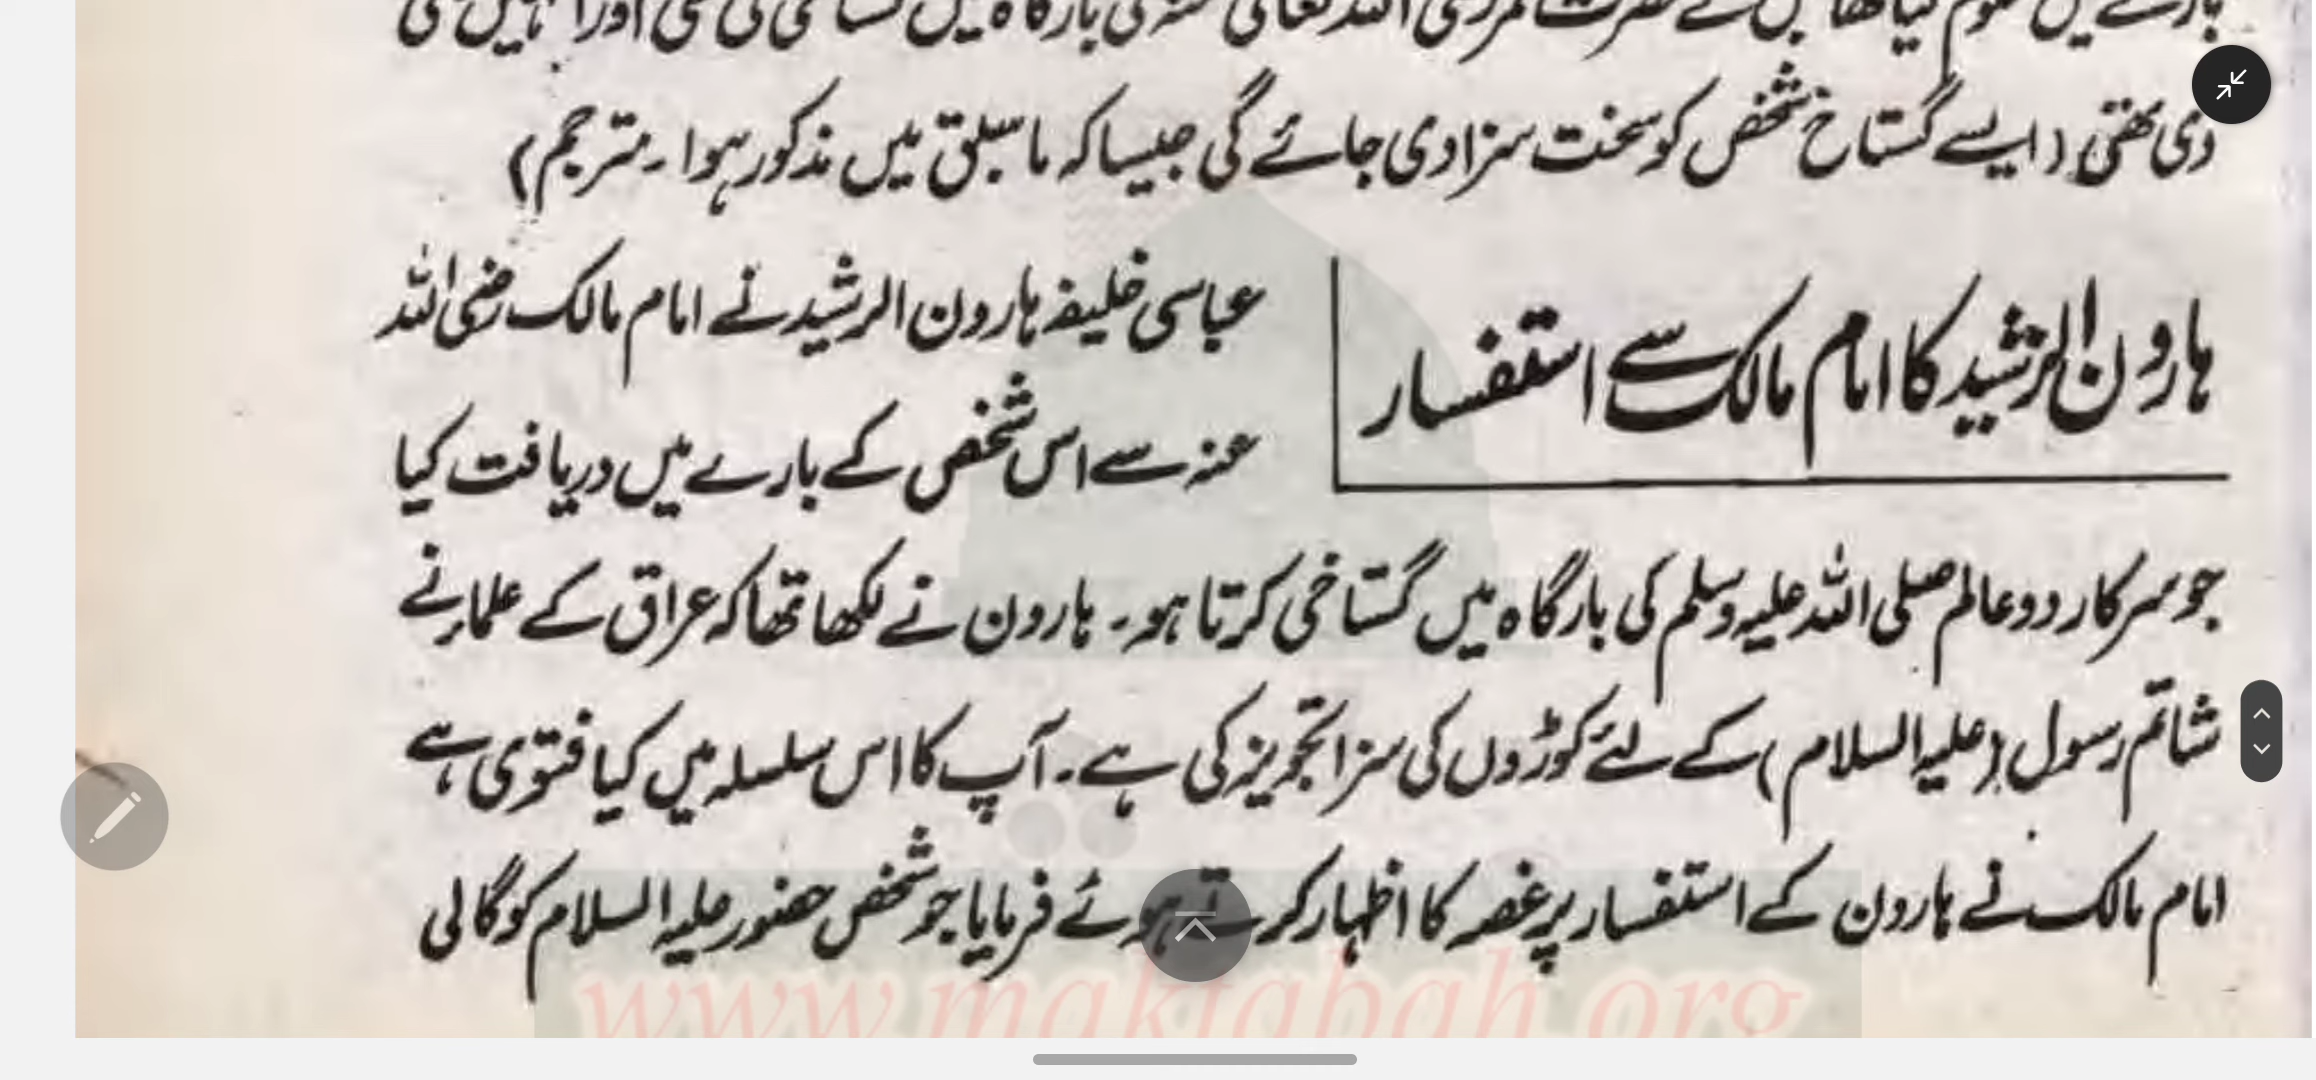 دی تھی (ایسے گستاخ شخص کو سخت سزا دی جائے گی جیسا کہ ماسبق میں مذکور ہوا ۔ مترجم)
ہارون الرشید کا امام مالک سے استفسار
عباسی خلیفہ ہارون الرشید نے امام مالک رضی اللہ
عنہ سے اس شخص کے بارے میں دریافت کیا
جو سرکار دو عالم صلی اللہ علیہ وسلم کی بارگاہ میں گستاخی کرتا ہو ۔ ہارون نے لکھا تھا کہ عراق کے علماء نے
شاتم رسول (علیہ السلام) کے لئے کوڑوں کی سزا تجویز کی ہے ۔ آپ کا اس سلسلہ میں کیا فتوی ہے
امام مالک نے ہارون کے استفسار پر غصہ کا اظہار کرتے ہوئے فرمایا جو شخص حضور علیہ السلام کو گالی
www.maktabah.org